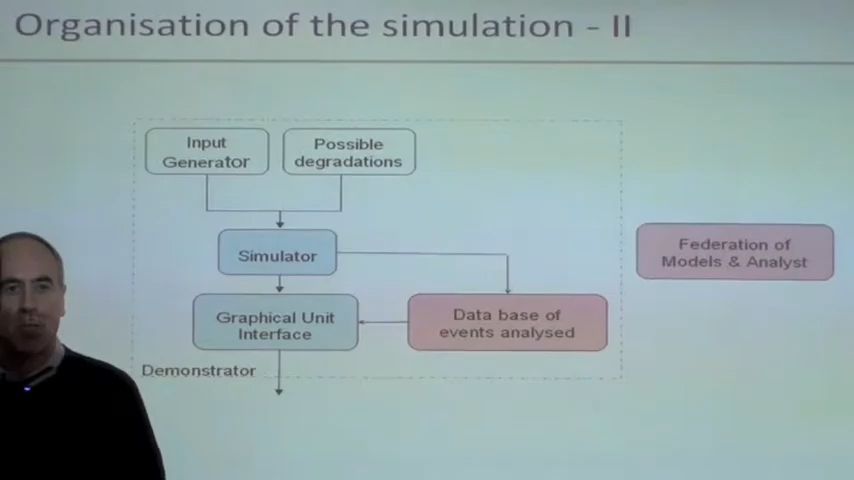 Organisation of the simulation - II
Input
Generator
Possible
degradations
Simulator
Federation of
Models & Analyst
Graphical Unit
Interface
Data base of
events analysed
Demonstrator